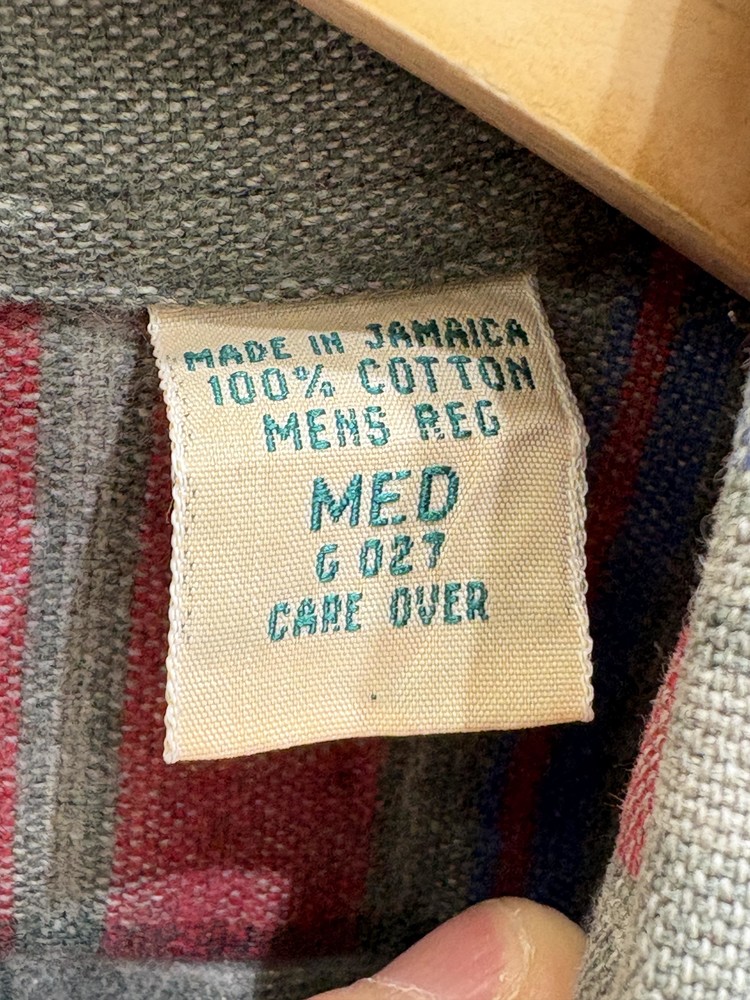 MADE IN JAMAICA
100% COTTON
MENS REG
MED
G 027
CARE OVER